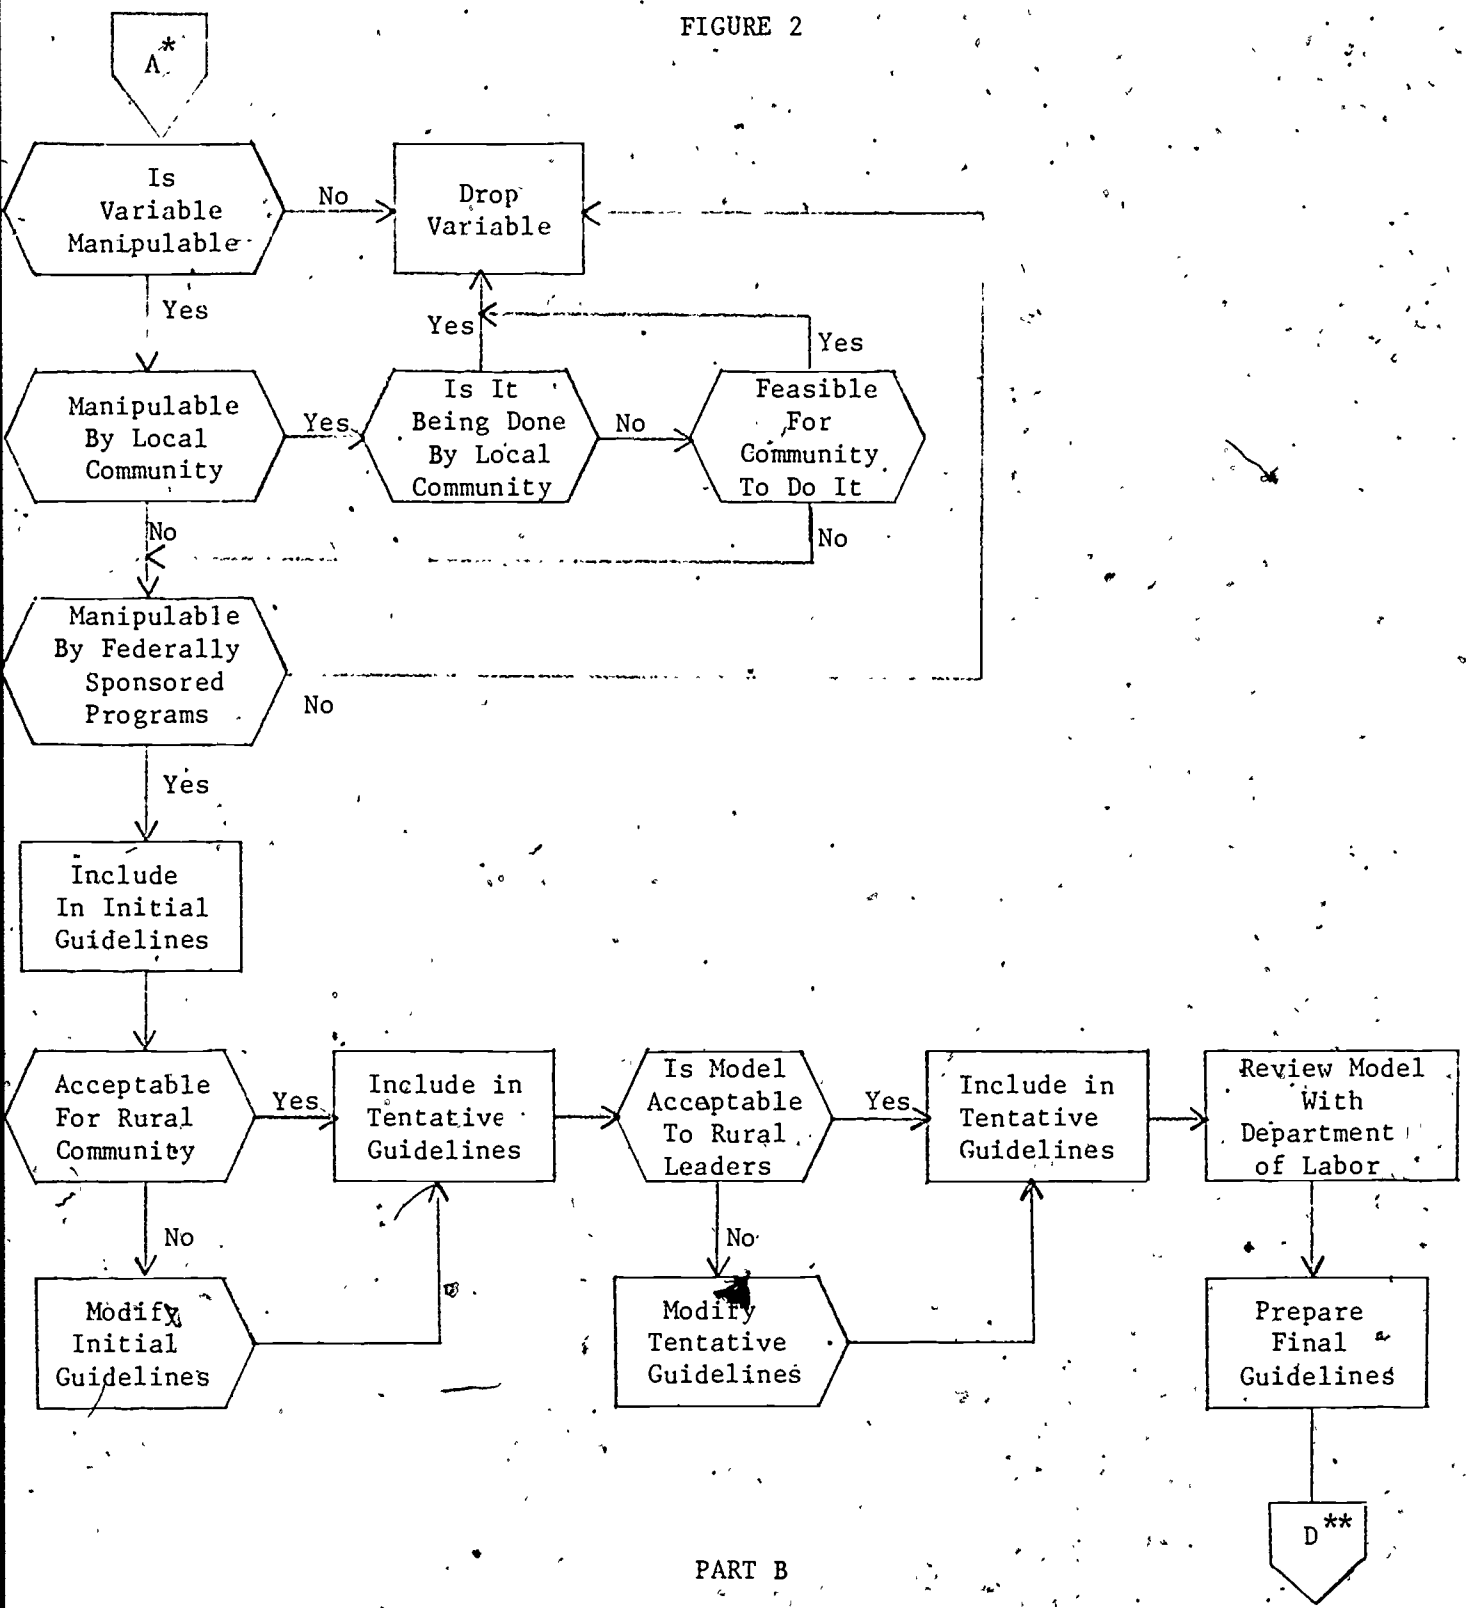 FIGURE 2
A*
Is
Variable
Manipulable
No
Drop
Variable
Yes
Manipulable
By Local
Community
Yes
Is It
Being Done
By Local
Community
Yes
No
Feasible
For
Community
To Do It
Yes
No
No
Manipulable
By Federally
Sponsored
Programs
No
Yes
Include
In Initial
Guidelines
Acceptable
For Rural
Community
Yes
Include in
Tentative
Guidelines
Is Model
Acceptable
To Rural
Leaders
Yes
Include in
Tentative
Guidelines
Review Model
With
Department
of Labor
No
No
Modify
Initial
Guidelines
Modify
Tentative
Guidelines
Prepare
Final
Guidelines
D**
PART B